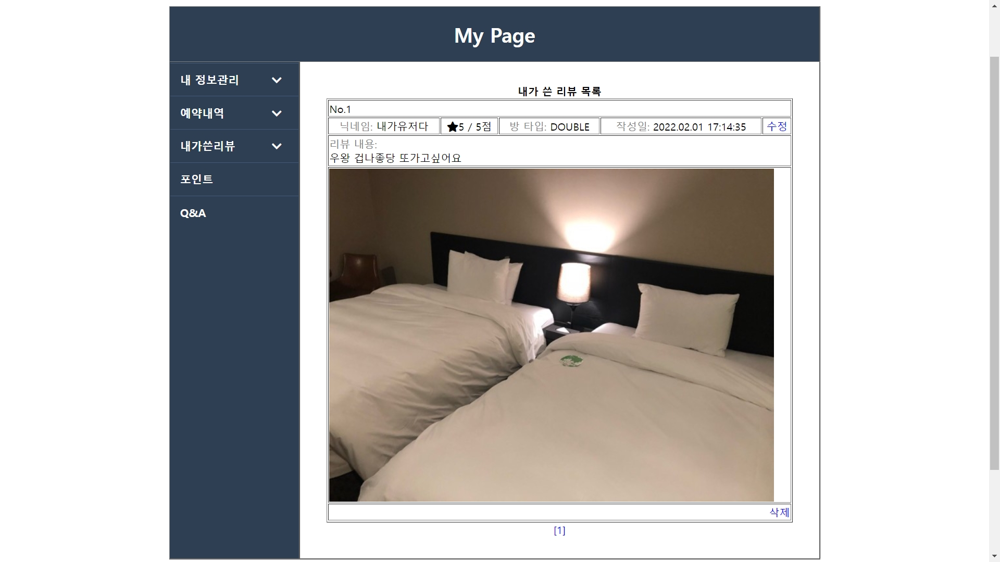 My Page
내 정보관리
예약내역
내가쓴리뷰
포인트
Q&A
내가 쓴 리뷰 목록
No.1
닉네임: 내가유저다 ★5 / 5점 방 타입: DOUBLE 작성일: 2022.02.01 17:14:35 수정
리뷰 내용:
우왕 겁나좋당 또가고싶어요
삭제
[1]